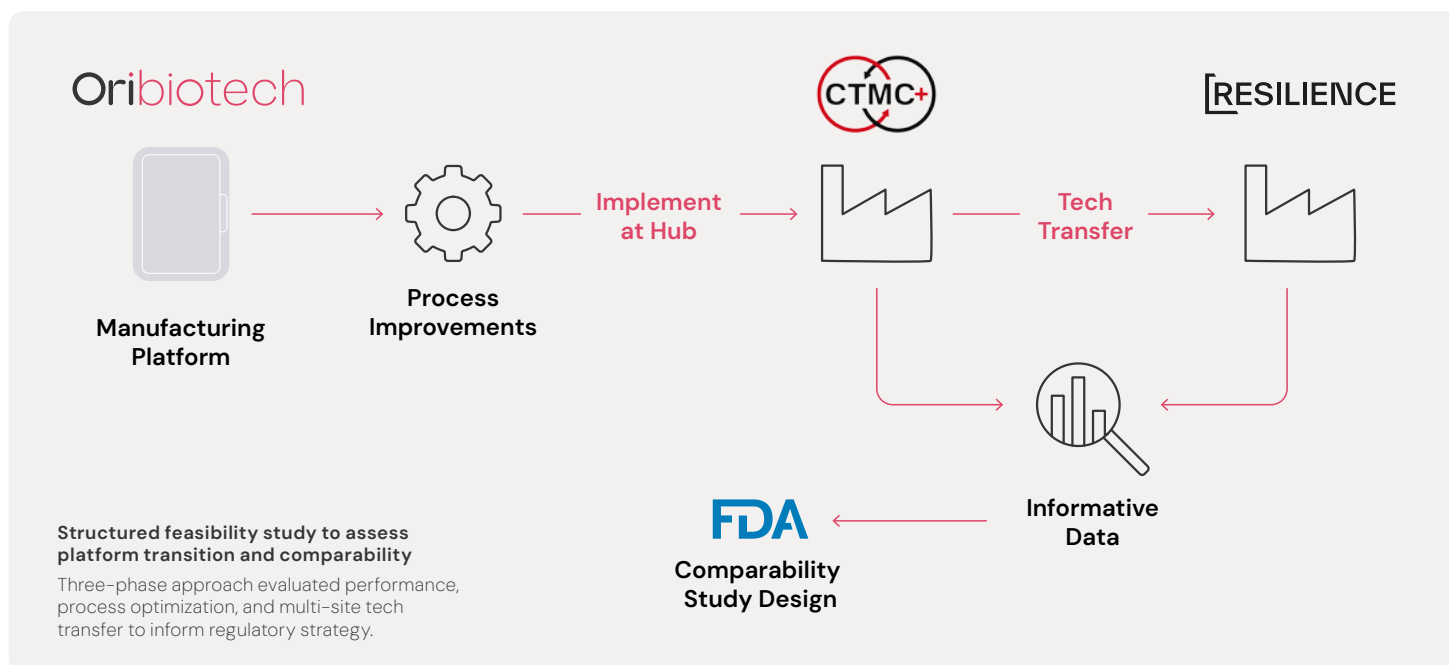 Oribiotech
CTMC+
RESILIENCE
Implement
at Hub
Tech
Transfer
Manufacturing
Platform
Process
Improvements
Informative
Data
FDA
Comparability
Study Design
Structured feasibility study to assess
platform transition and comparability
Three-phase approach evaluated performance,
process optimization, and multi-site tech
transfer to inform regulatory strategy.